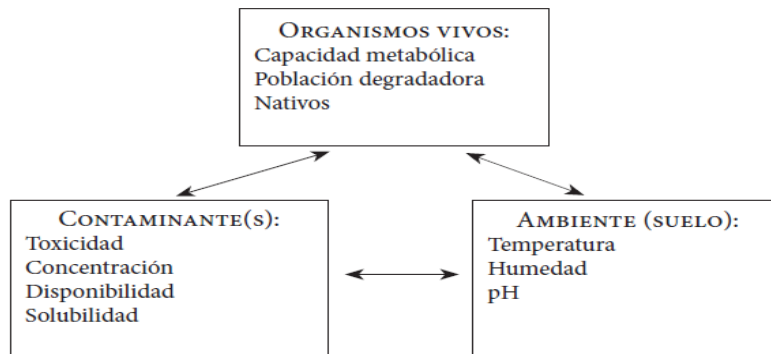 ORGANISMOS VIVOS:
Capacidad metabólica
Población degradadora
Nativos
CONTAMINANTE(S):
Toxicidad
Concentración
Disponibilidad
Solubilidad
AMBIENTE (SUELO):
Temperatura
Humedad
pH